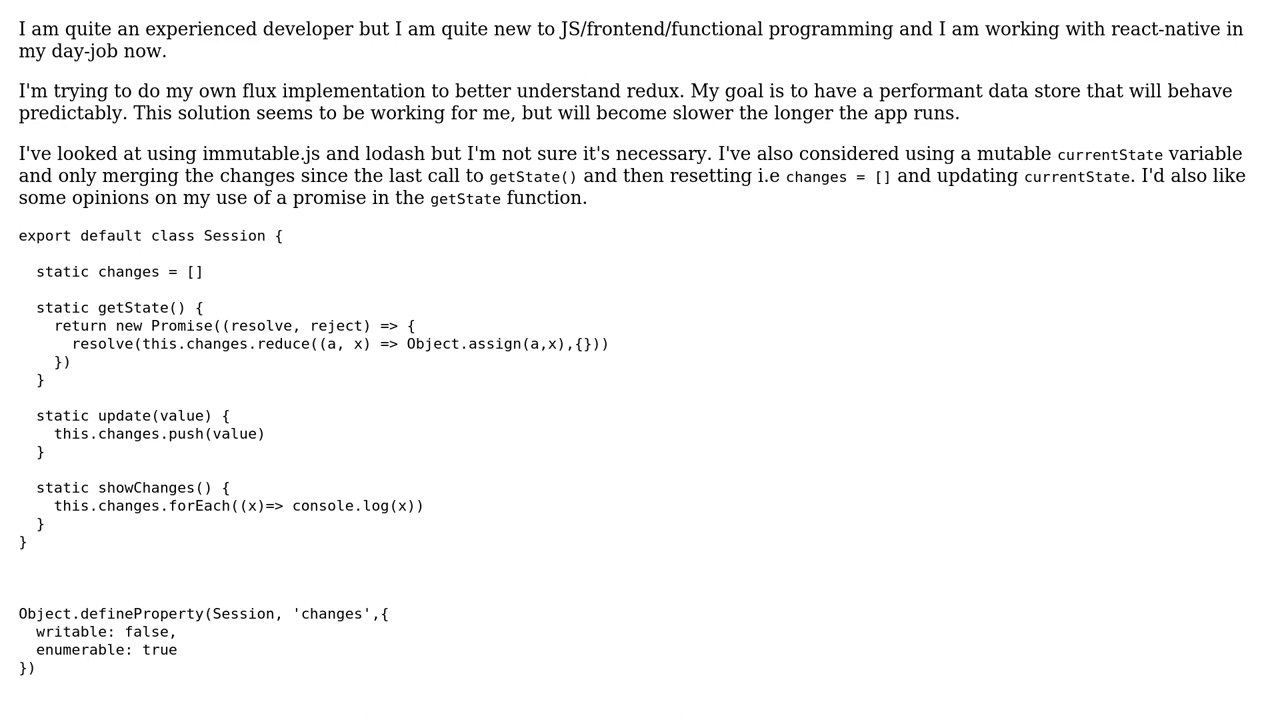 I am quite an experienced developer but I am quite new to JS/frontend/functional programming and I am working with react-native in
my day-job now.
I'm trying to do my own flux implementation to better understand redux. My goal is to have a performant data store that will behave
predictably. This solution seems to be working for me, but will become slower the longer the app runs.
I've looked at using immutable.js and lodash but I'm not sure it's necessary. I've also considered using a mutable currentState variable
and only merging the changes since the last call to getState() and then resetting i.e changes = [] and updating currentState. I'd also like
some opinions on my use of a promise in the getState function.
export default class Session {
  static changes = []
  static getState() {
    return new Promise((resolve, reject) => {
      resolve(this.changes.reduce((a, x) => Object.assign(a,x),{}))
    })
  }
  static update(value) {
    this.changes.push(value)
  }
  static showChanges() {
    this.changes.forEach((x)=> console.log(x))
  }
}
Object.defineProperty(Session, 'changes',{
  writable: false,
  enumerable: true
})